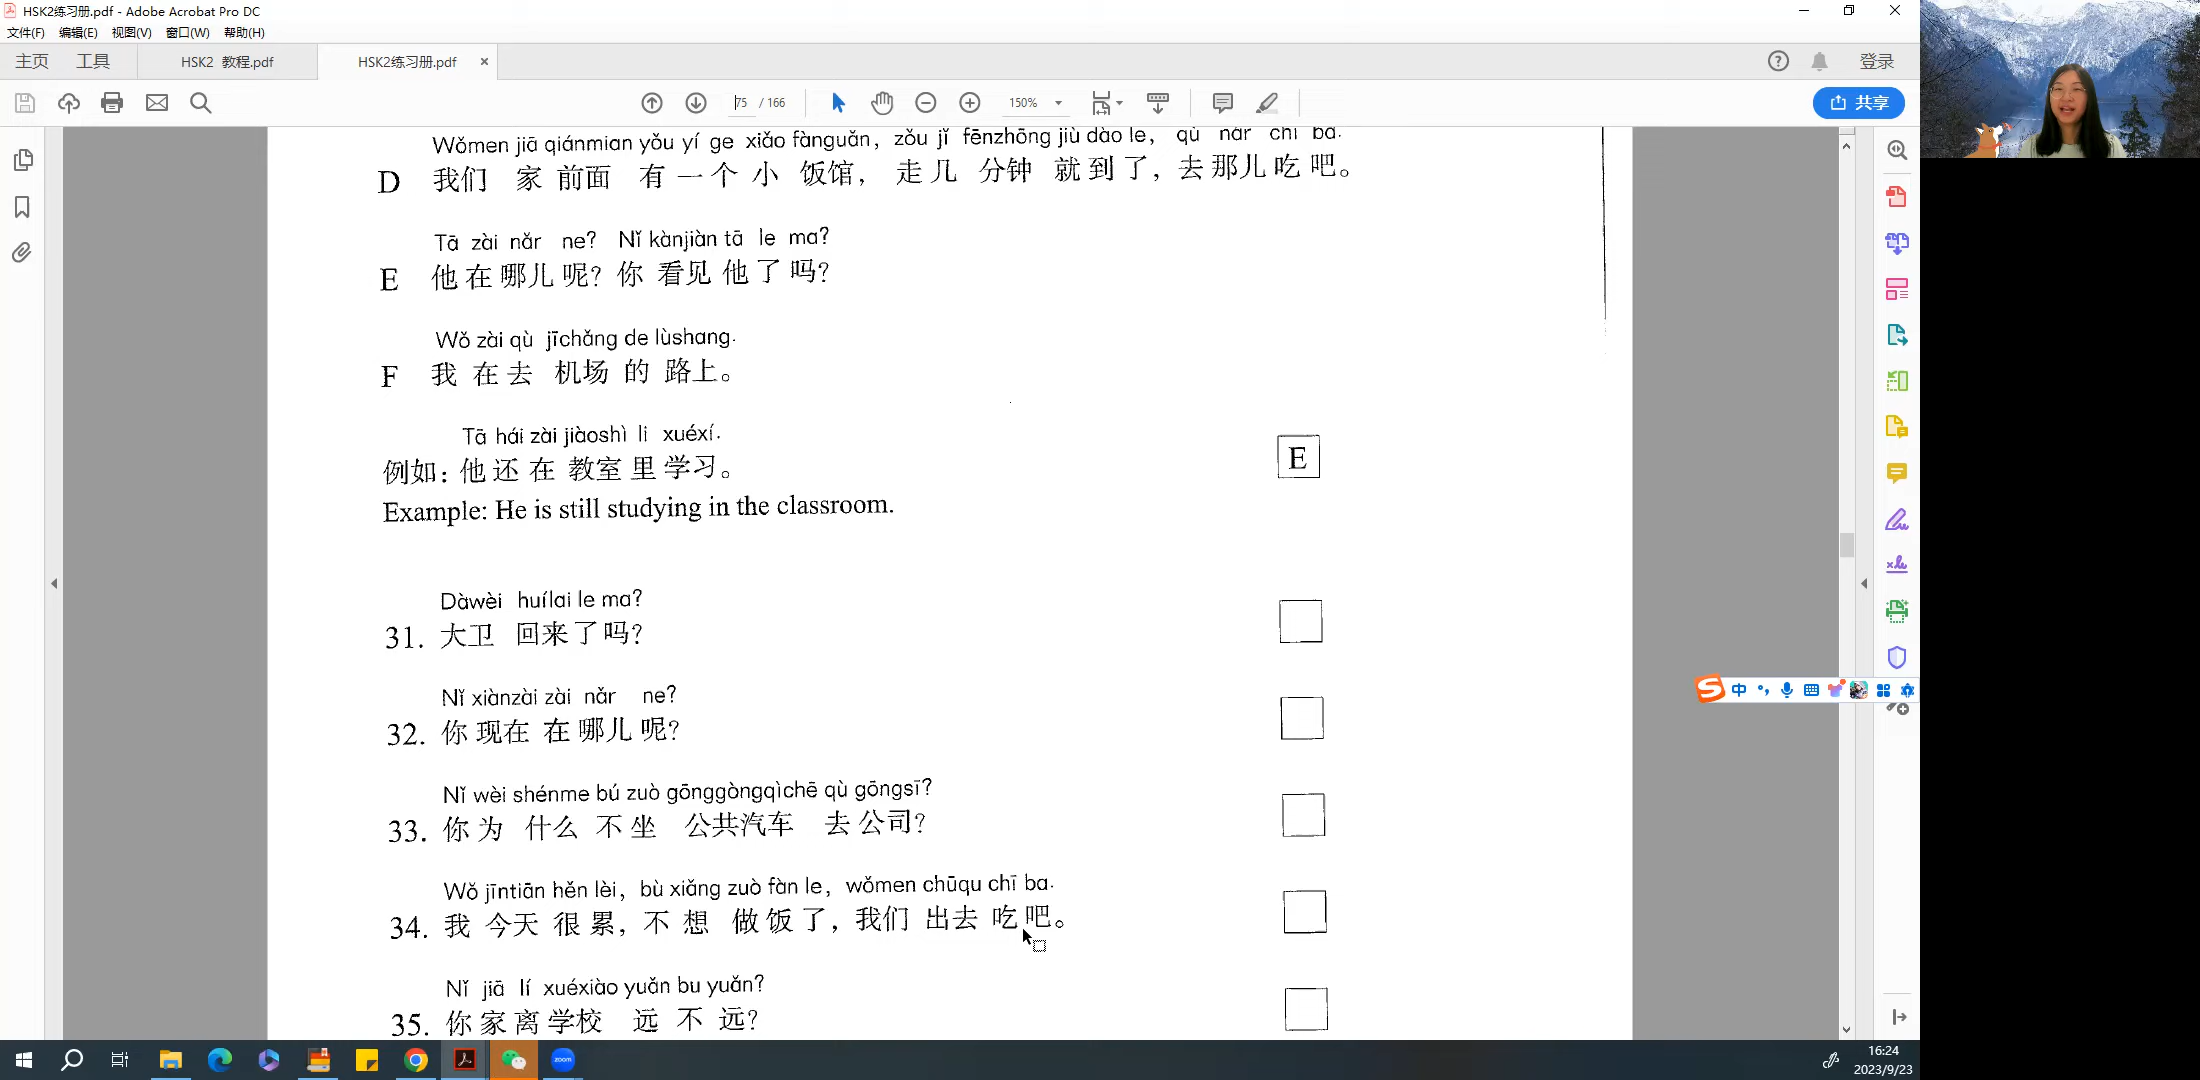 HSK2练习册.pdf - Adobe Acrobat Pro DC
文件(F) 编辑(E) 视图(V) 窗口(W) 帮助(H)
主页 工具 HSK2 教程.pdf HSK2练习册.pdf × 登录
75 / 166 150% 共享
Wǒmen jiā qiánmian yǒu yí ge xiǎo fànguǎn, zǒu jǐ fēnzhōng jiù dào le, qù nàr chī ba.
D 我们 家 前面 有 一 个 小 饭馆, 走 几 分钟 就 到 了, 去 那儿 吃 吧。
Tā zài nǎr ne? Nǐ kànjiàn tā le ma?
E 他 在 哪儿 呢? 你 看见 他 了 吗?
Wǒ zài qù jīchǎng de lùshang.
F 我 在 去 机场 的 路上。
Tā hái zài jiàoshì li xuéxí.
例如: 他 还 在 教室 里 学习。 E
Example: He is still studying in the classroom.
Dàwèi huílai le ma?
31. 大卫 回来 了 吗?
Nǐ xiànzài zài nǎr ne?
32. 你 现在 在 哪儿 呢?
Nǐ wèi shénme bú zuò gōnggòngqìchē qù gōngsī?
33. 你 为 什么 不 坐 公共汽车 去 公司?
Wǒ jīntiān hěn lèi, bù xiǎng zuò fàn le, wǒmen chūqu chī ba.
34. 我 今天 很 累, 不 想 做 饭 了, 我们 出去 吃 吧。
Nǐ jiā lí xuéxiào yuǎn bu yuǎn?
35. 你 家 离 学校 远 不 远?
中
zoom
16:24
2023/9/23